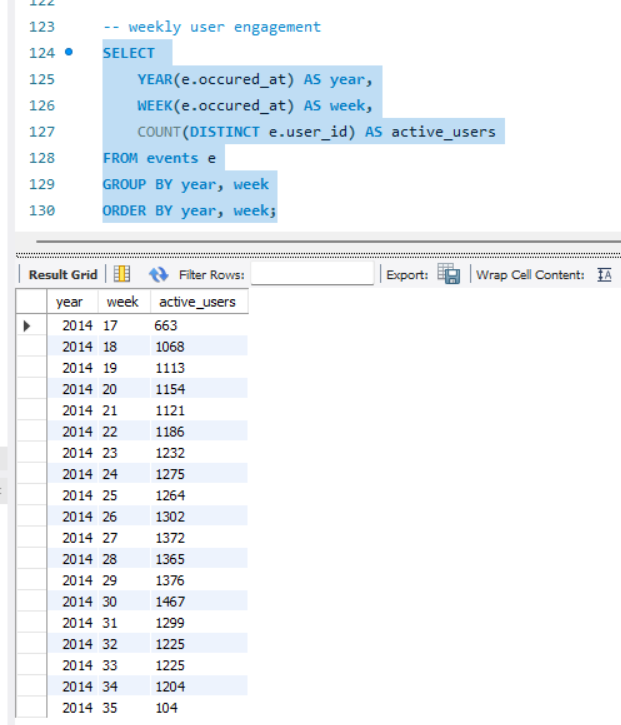 122
123 -- weekly user engagement
124 SELECT
125 YEAR(e.occured_at) AS year,
126 WEEK(e.occured_at) AS week,
127 COUNT(DISTINCT e.user_id) AS active_users
128 FROM events e
129 GROUP BY year, week
130 ORDER BY year, week;
Result Grid Filter Rows: Export: Wrap Cell Content: IA
year week active_users
2014 17 663
2014 18 1068
2014 19 1113
2014 20 1154
2014 21 1121
2014 22 1186
2014 23 1232
2014 24 1275
2014 25 1264
2014 26 1302
2014 27 1372
2014 28 1365
2014 29 1376
2014 30 1467
2014 31 1299
2014 32 1225
2014 33 1225
2014 34 1204
2014 35 104